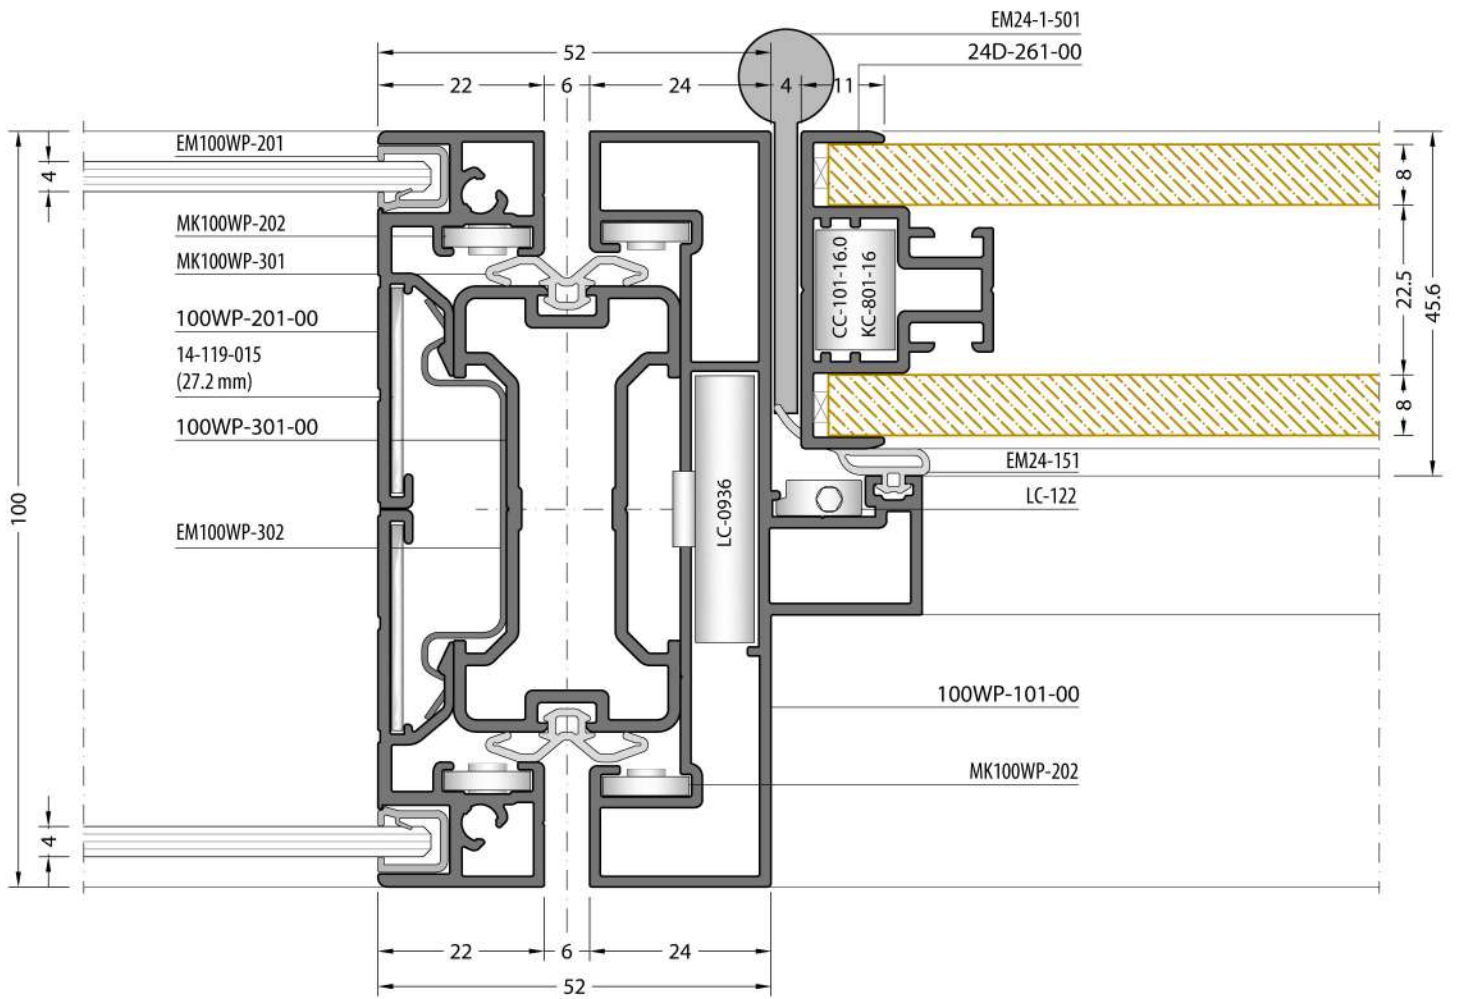 EM24-1-501
52
24D-261-00
22
6
24
4
11
EM100WP-201
4
8
MK100WP-202
MK100WP-301
CC-101-16.0
KC-801-16
22.5
45.6
100WP-201-00
14-119-015
(27.2 mm)
8
100WP-301-00
EM24-151
LC-122
100
LC-0936
EM100WP-302
100WP-101-00
MK100WP-202
4
22
6
24
52